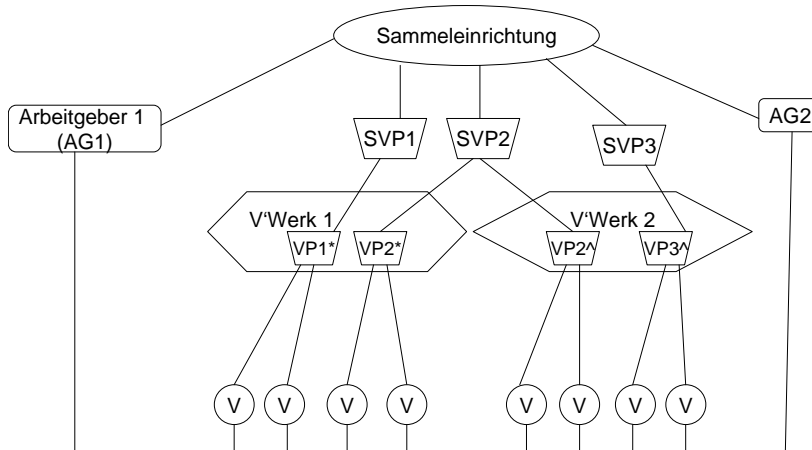 Sammeleinrichtung
Arbeitgeber 1
(AG1)
AG2
SVP1
SVP2
SVP3
V'Werk 1
V'Werk 2
VP1*
VP2*
VP2^
VP3^
V
V
V
V
V
V
V
V